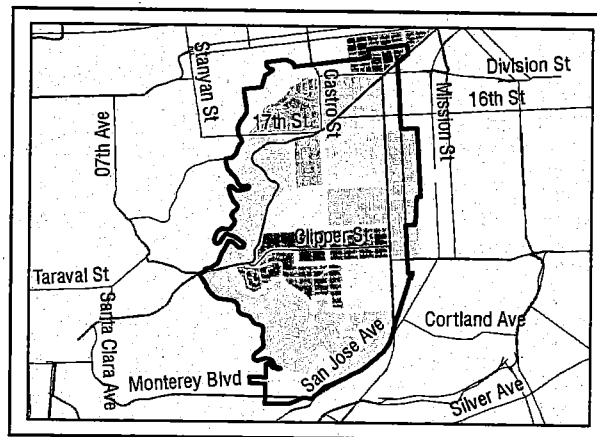 Stanyan St
Castro St
Division St
Mission St
16th St
17th St
07th Ave
Clipper St
Taraval St
Santa Clara Ave
San Jose Ave
Cortland Ave
Monterey Blvd
Silver Ave